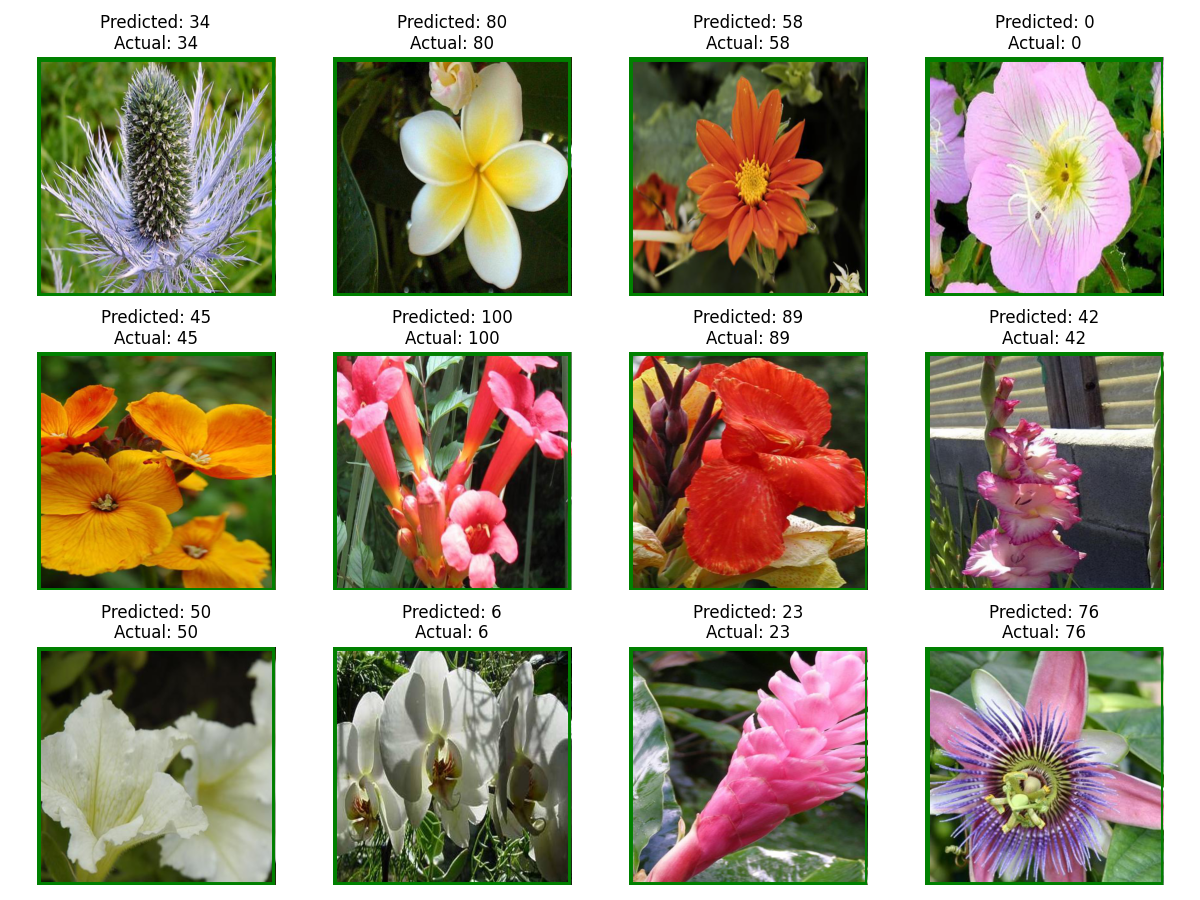 Predicted: 34
Actual: 34
Predicted: 80
Actual: 80
Predicted: 58
Actual: 58
Predicted: 0
Actual: 0
Predicted: 45
Actual: 45
Predicted: 100
Actual: 100
Predicted: 89
Actual: 89
Predicted: 42
Actual: 42
Predicted: 50
Actual: 50
Predicted: 6
Actual: 6
Predicted: 23
Actual: 23
Predicted: 76
Actual: 76